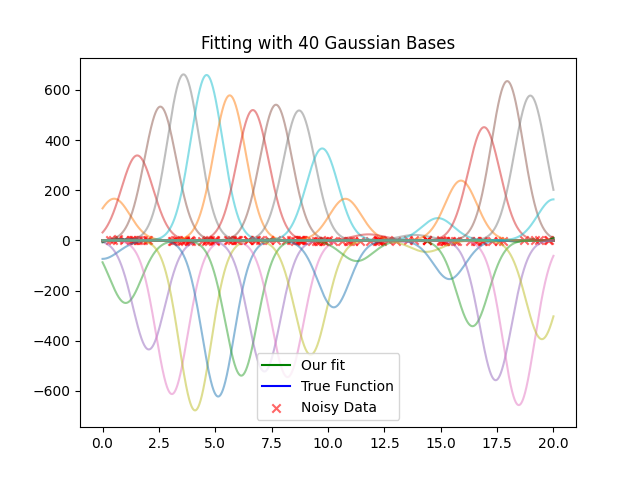 Fitting with 40 Gaussian Bases
600
400
200
0
−200
−400
−600
Our fit
True Function
Noisy Data
0.0 2.5 5.0 7.5 10.0 12.5 15.0 17.5 20.0